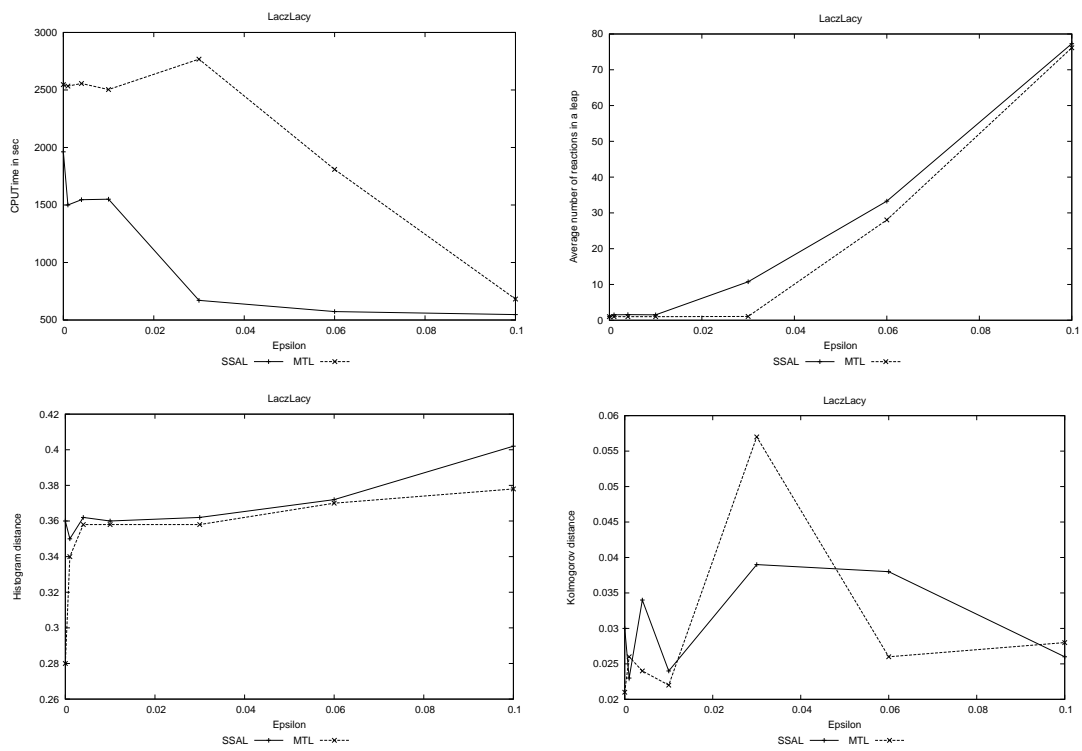 LaczLacy
3000
2500
2000
1500
1000
500
CPUTime in sec
0
0.02
0.04
0.06
0.08
0.1
Epsilon
SSAL
MTL
LaczLacy
80
70
60
50
40
30
20
10
0
Average number of reactions in a leap
0
0.02
0.04
0.06
0.08
0.1
Epsilon
SSAL
MTL
LaczLacy
0.42
0.4
0.38
0.36
0.34
0.32
0.3
0.28
0.26
Histogram distance
0
0.02
0.04
0.06
0.08
0.1
Epsilon
SSAL
MTL
LaczLacy
0.06
0.055
0.05
0.045
0.04
0.035
0.03
0.025
0.02
Kolmogorov distance
0
0.02
0.04
0.06
0.08
0.1
Epsilon
SSAL
MTL